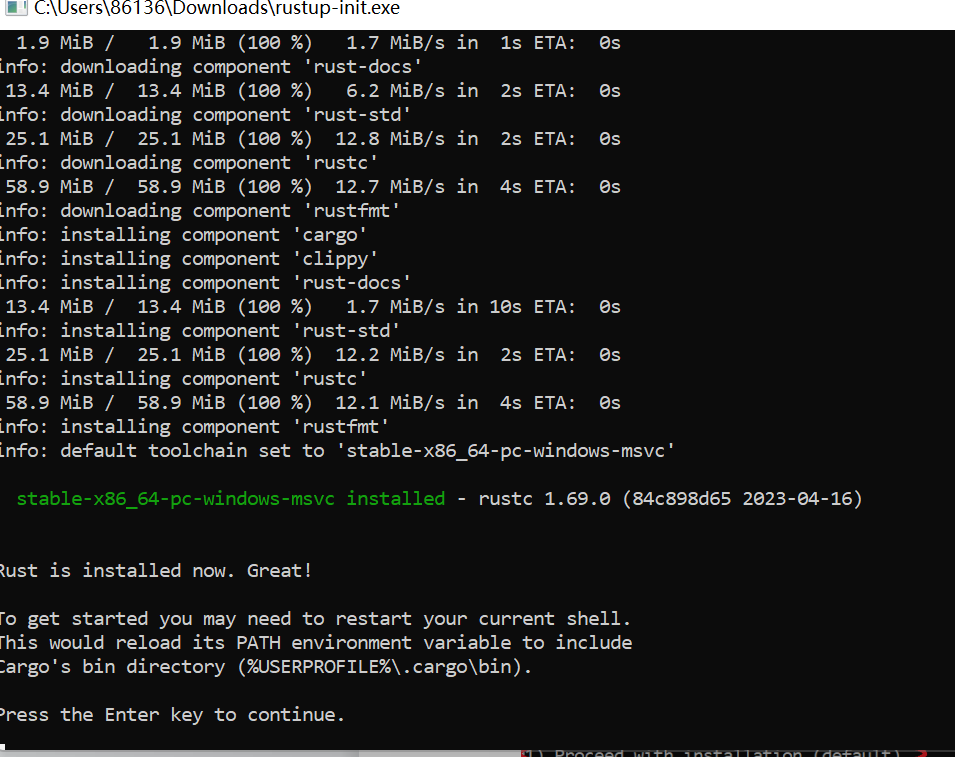 C:\Users\86136\Downloads\rustup-init.exe
1.9 MiB / 1.9 MiB (100 %) 1.7 MiB/s in 1s ETA: 0s
info: downloading component 'rust-docs'
13.4 MiB / 13.4 MiB (100 %) 6.2 MiB/s in 2s ETA: 0s
info: downloading component 'rust-std'
25.1 MiB / 25.1 MiB (100 %) 12.8 MiB/s in 2s ETA: 0s
info: downloading component 'rustc'
58.9 MiB / 58.9 MiB (100 %) 12.7 MiB/s in 4s ETA: 0s
info: downloading component 'rustfmt'
info: installing component 'cargo'
info: installing component 'clippy'
info: installing component 'rust-docs'
13.4 MiB / 13.4 MiB (100 %) 1.7 MiB/s in 10s ETA: 0s
info: installing component 'rust-std'
25.1 MiB / 25.1 MiB (100 %) 12.2 MiB/s in 2s ETA: 0s
info: installing component 'rustc'
58.9 MiB / 58.9 MiB (100 %) 12.1 MiB/s in 4s ETA: 0s
info: installing component 'rustfmt'
info: default toolchain set to 'stable-x86_64-pc-windows-msvc'
stable-x86_64-pc-windows-msvc installed - rustc 1.69.0 (84c898d65 2023-04-16)
Rust is installed now. Great!
To get started you may need to restart your current shell.
This would reload its PATH environment variable to include
Cargo's bin directory (%USERPROFILE%\.cargo\bin).
Press the Enter key to continue.
1) Proceed with installation (default)